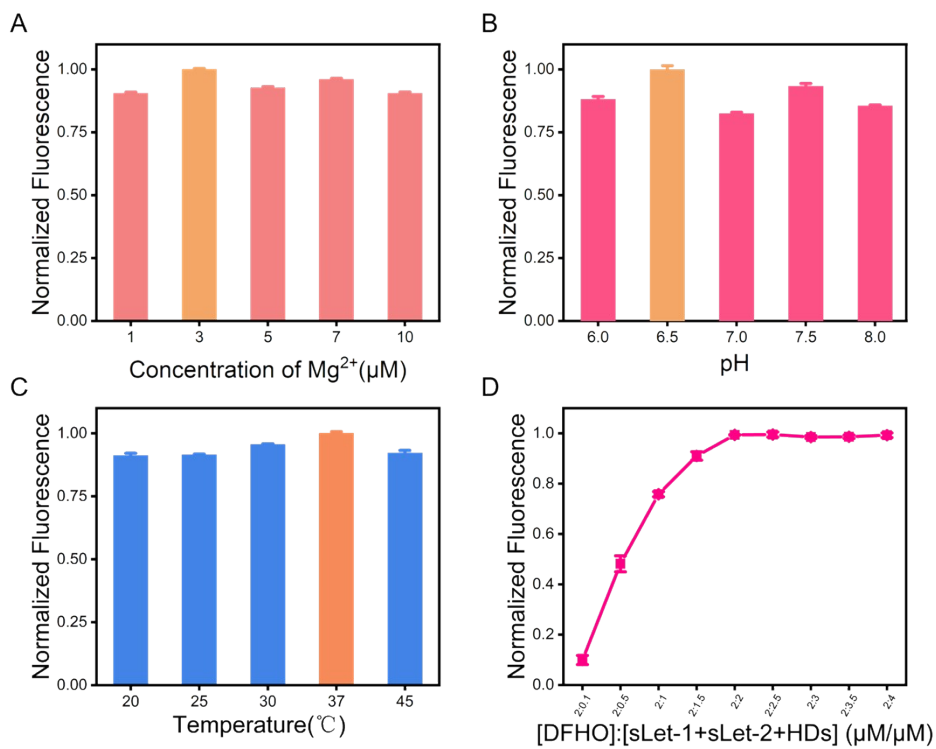 A
Normalized Fluorescence
1.00
0.75
0.50
0.25
0.00
1 3 5 7 10
Concentration of Mg²⁺(μM)
B
Normalized Fluorescence
1.00
0.75
0.50
0.25
0.00
6.0 6.5 7.0 7.5 8.0
pH
C
Normalized Fluorescence
1.00
0.75
0.50
0.25
0.00
20 25 30 37 45
Temperature(℃)
D
Normalized Fluorescence
1.0
0.8
0.6
0.4
0.2
0.0
2:0.1 2:0.5 2:1 2:1.5 2:2 2:2.5 2:3 2:3.5 2:4
[DFHO]:[sLet-1+sLet-2+HDs] (μM/μM)